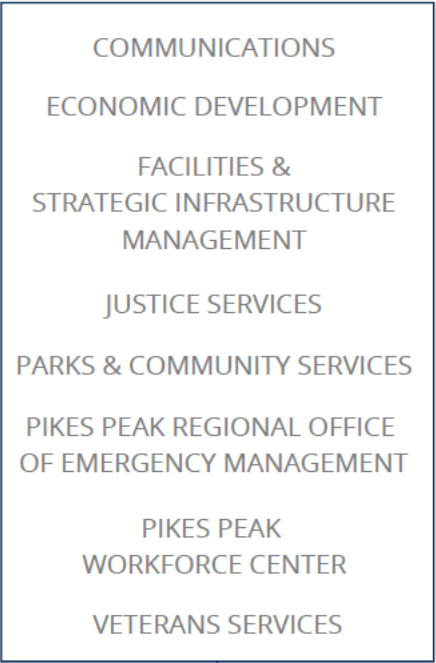 COMMUNICATIONS
ECONOMIC DEVELOPMENT
FACILITIES &
STRATEGIC INFRASTRUCTURE
MANAGEMENT
JUSTICE SERVICES
PARKS & COMMUNITY SERVICES
PIKES PEAK REGIONAL OFFICE
OF EMERGENCY MANAGEMENT
PIKES PEAK
WORKFORCE CENTER
VETERANS SERVICES